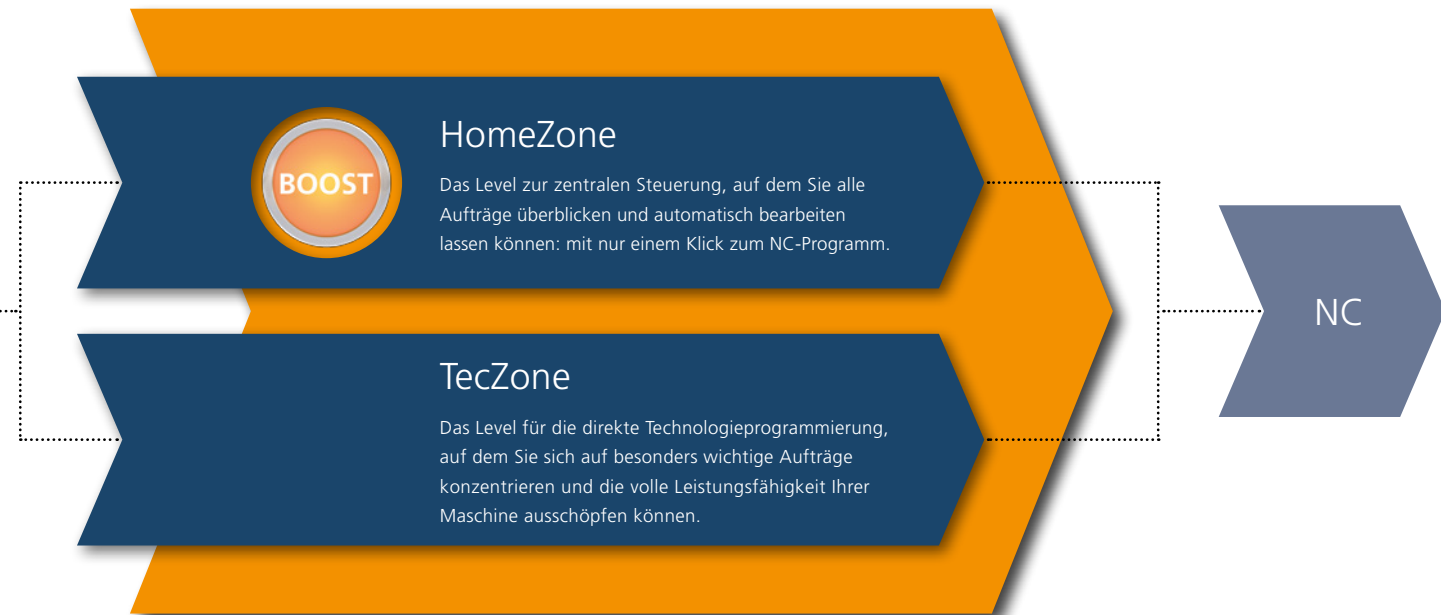 HomeZone
BOOST
Das Level zur zentralen Steuerung, auf dem Sie alle
Aufträge überblicken und automatisch bearbeiten
lassen können: mit nur einem Klick zum NC-Programm.
NC
TecZone
Das Level für die direkte Technologieprogrammierung,
auf dem Sie sich auf besonders wichtige Aufträge
konzentrieren und die volle Leistungsfähigkeit Ihrer
Maschine ausschöpfen können.